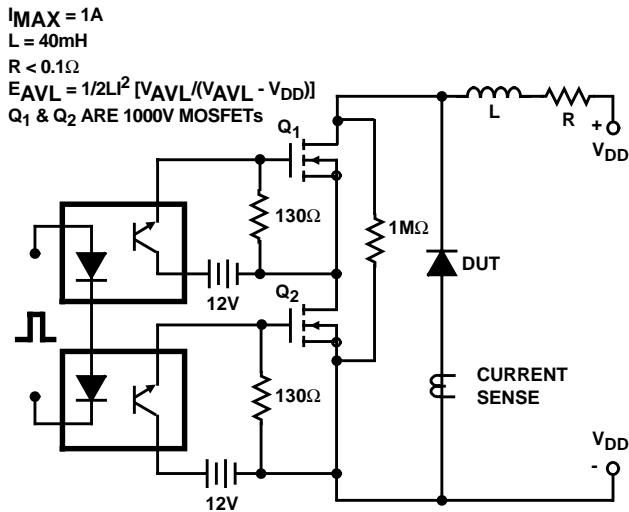 IMAX = 1A
L = 40mH
R < 0.1Ω
EAVL = 1/2LI² [VAVL/(VAVL - VDD)]
Q1 & Q2 ARE 1000V MOSFETs
Q1
L
R
+
VDD
130Ω
1MΩ
DUT
12V
Q2
130Ω
CURRENT
SENSE
VDD
-
12V